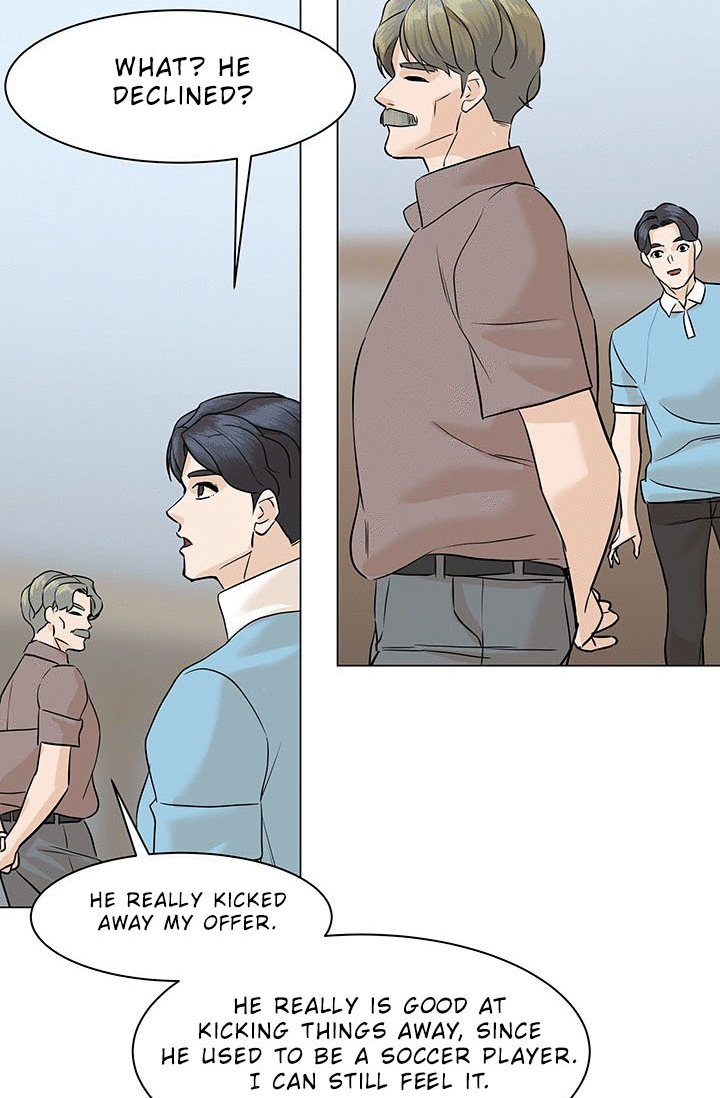 WHAT? HE
DECLINED?
HE REALLY KICKED
AWAY MY OFFER.
HE REALLY IS GOOD AT
KICKING THINGS AWAY, SINCE
HE USED TO BE A SOCCER PLAYER.
I CAN STILL FEEL IT.